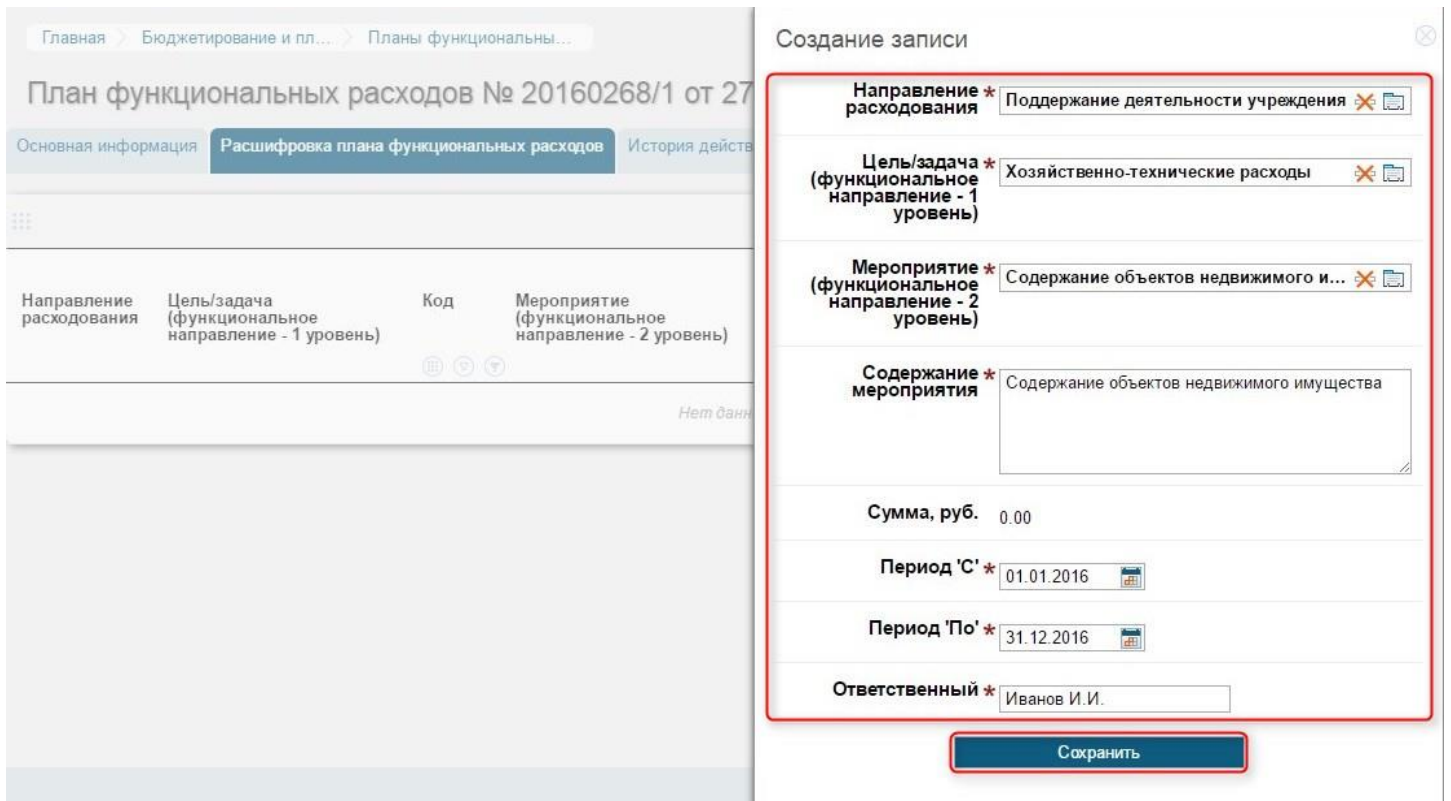 Главная Бюджетирование и пл... Планы функциональны...
План функциональных расходов № 20160268/1 от 27
Основная информация Расшифровка плана функциональных расходов История действ
Направление
расходования
Цель/задача
(функциональное
направление - 1 уровень)
Код
Мероприятие
(функциональное
направление - 2 уровень)
Нет данн
Создание записи
Направление *
расходования
Поддержание деятельности учреждения
Цель/задача *
(функциональное
направление - 1
уровень)
Хозяйственно-технические расходы
Мероприятие *
(функциональное
направление - 2
уровень)
Содержание объектов недвижимого и...
Содержание *
мероприятия
Содержание объектов недвижимого имущества
Сумма, руб. 0.00
Период 'С' * 01.01.2016
Период 'По' * 31.12.2016
Ответственный * Иванов И.И.
Сохранить